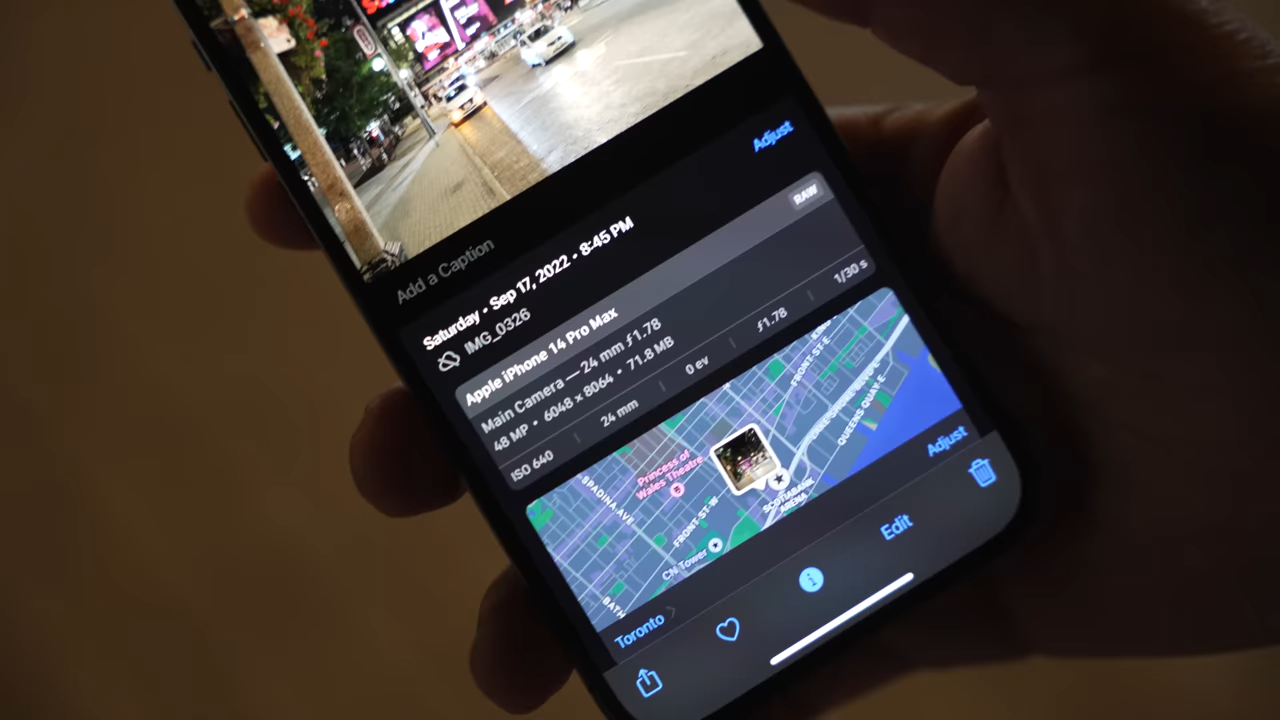 Adjust
Add a Caption
Saturday • Sep 17, 2022 • 8:45 PM
IMG_0326
Apple iPhone 14 Pro Max
RAW
Main Camera — 24 mm ƒ1.78
48 MP • 6048 × 8064 • 71.8 MB
ISO 640
24 mm
0 ev
ƒ1.78
1/30 s
FRONT-ST-E
QUEENS QUAY E
Princess of
Wales Theatre
SPADINA-AVE
FRONT-ST-W
SCOTIABANK
ARENA
CN Tower
BATH
Toronto
Adjust
Edit